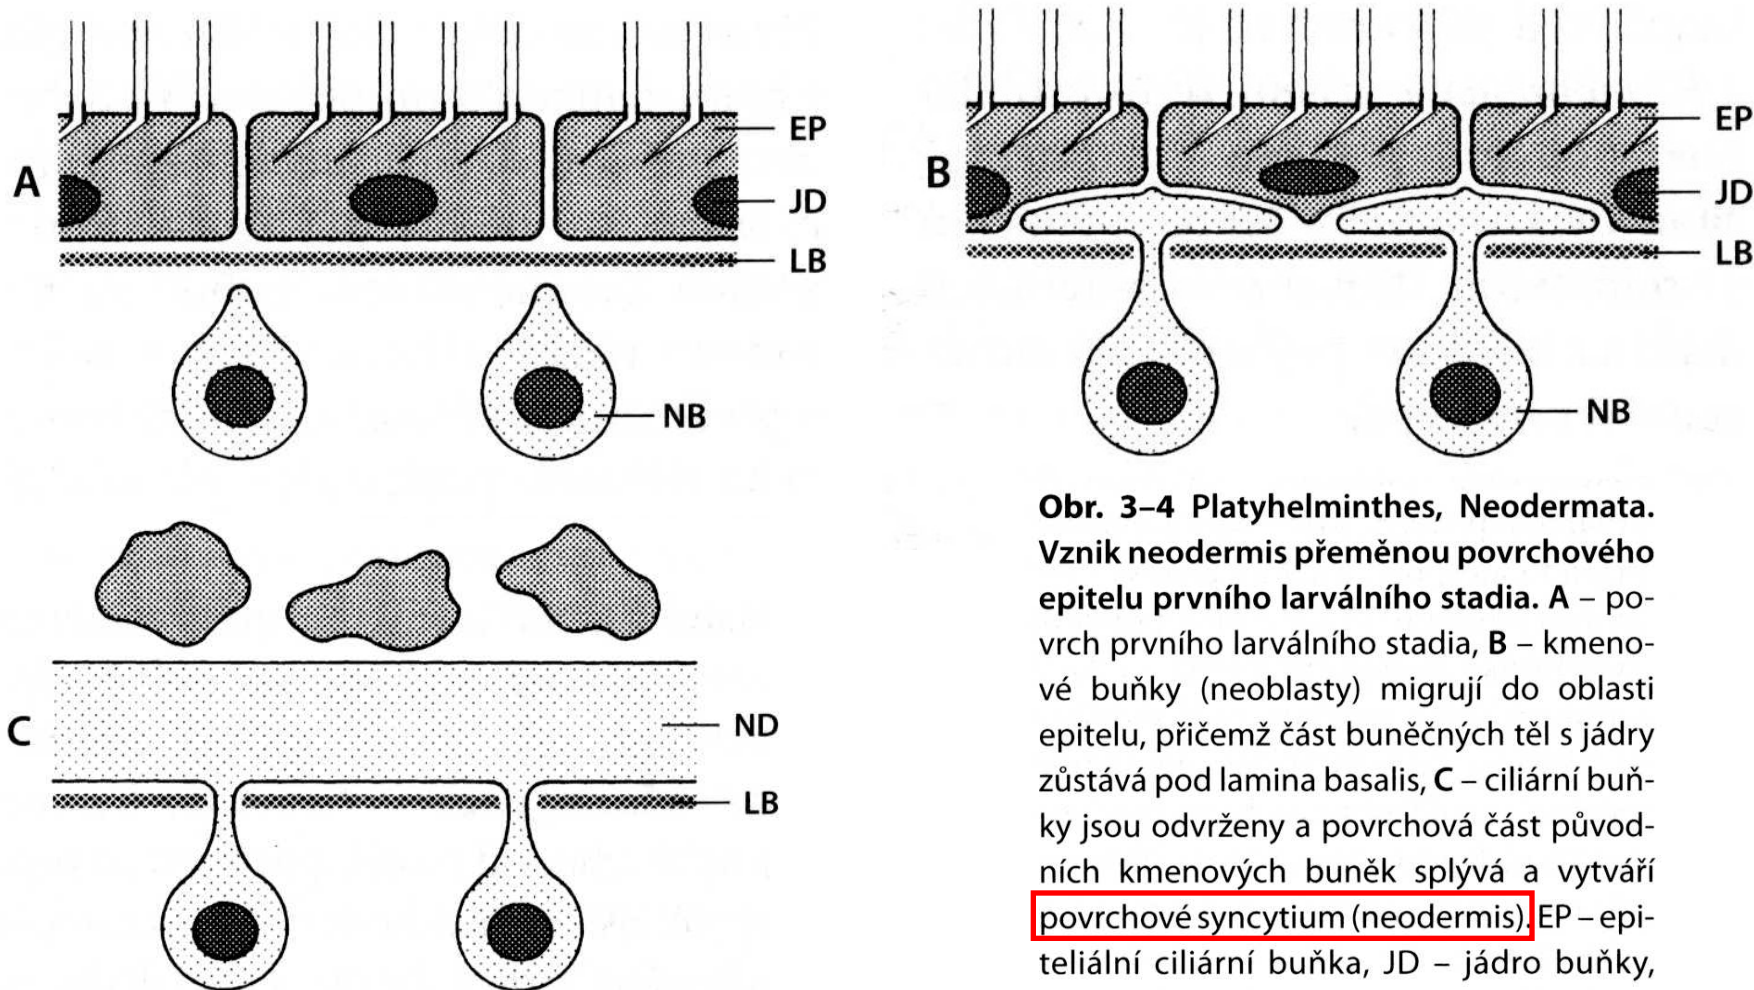 A
EP
JD
LB
NB
B
EP
JD
LB
NB
C
ND
LB
Obr. 3–4 Platyhelminthes, Neodermata.
Vznik neodermis přeměnou povrchového
epitelu prvního larválního stadia. A – po-
vrch prvního larválního stadia, B – kmeno-
vé buňky (neoblasty) migrují do oblasti
epitelu, přičemž část buněčných těl s jádry
zůstává pod lamina basalis, C – ciliární buň-
ky jsou odvrženy a povrchová část původ-
ních kmenových buněk splývá a vytváří
povrchové syncytium (neodermis). EP – epi-
teliální ciliární buňka, JD – jádro buňky,